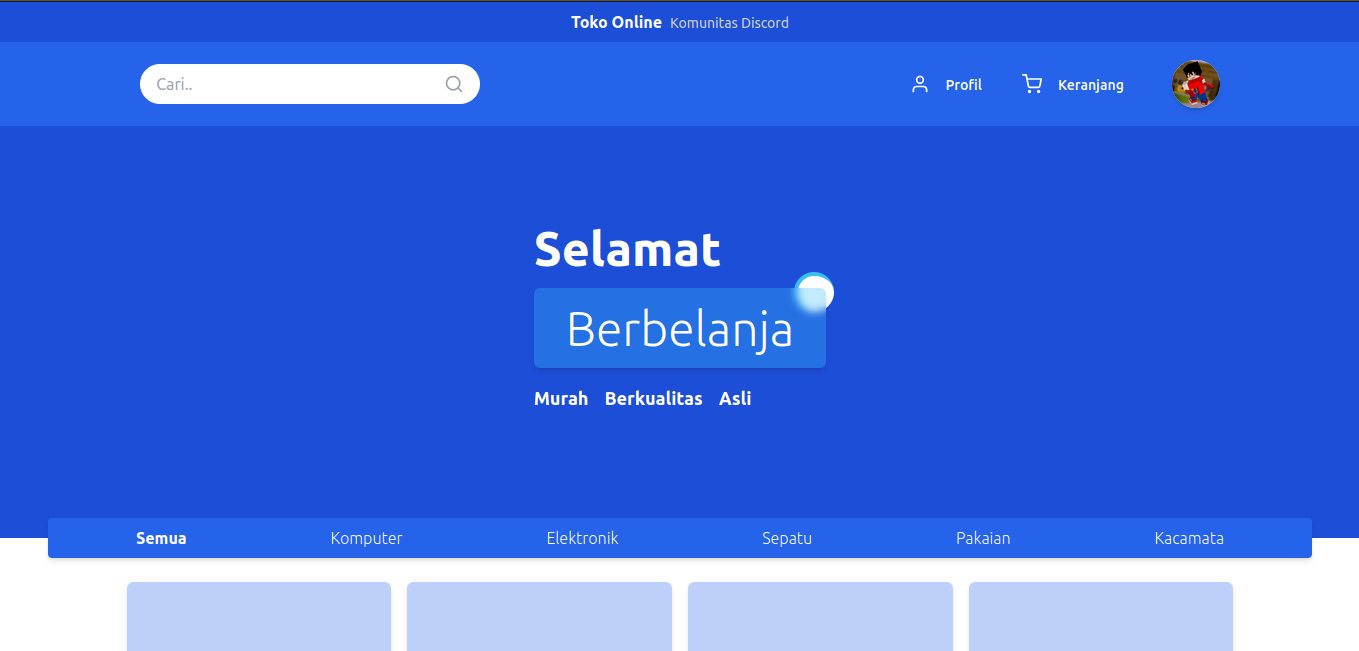 Toko Online Komunitas Discord
Cari.. Profil Keranjang
Selamat
Berbelanja
Murah Berkualitas Asli
Semua Komputer Elektronik Sepatu Pakaian Kacamata